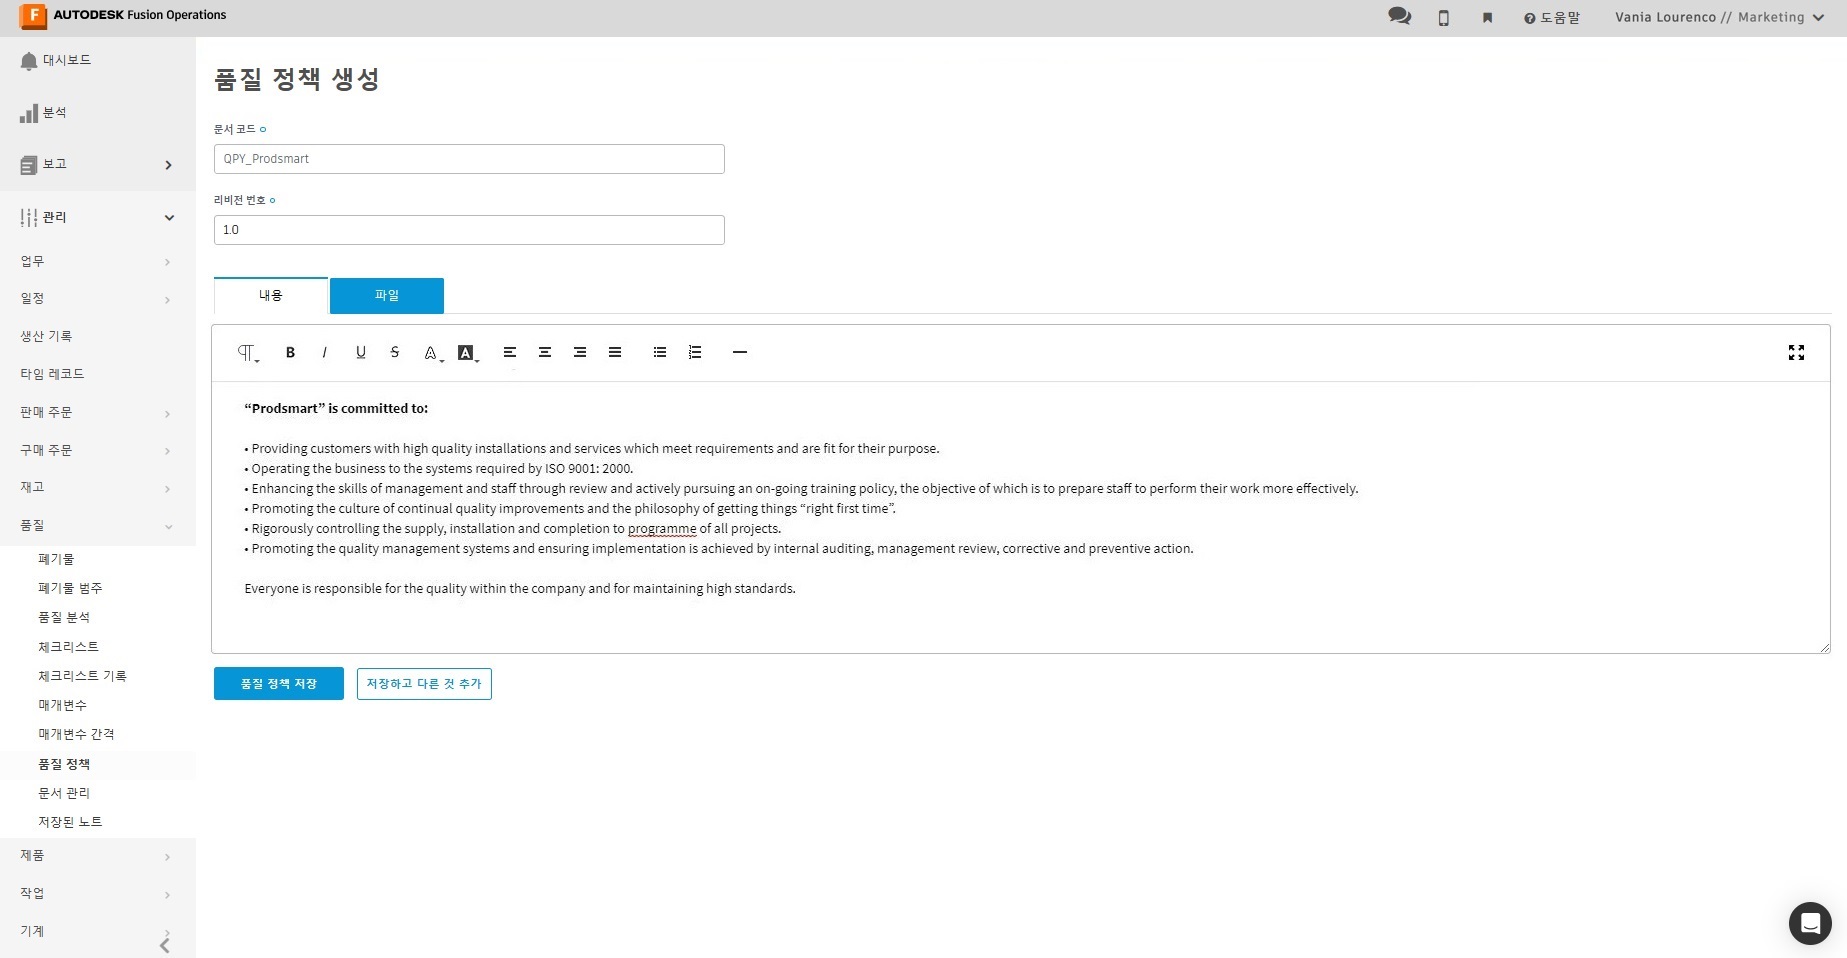 F AUTODESK Fusion Operations
도움말
Vania Lourenco // Marketing
대시보드
분석
보고
관리
업무
일정
생산 기록
타임 레코드
판매 주문
구매 주문
재고
품질
폐기물
폐기물 범주
품질 분석
체크리스트
체크리스트 기록
매개변수
매개변수 간격
품질 정책
문서 관리
저장된 노트
제품
작업
기계
품질 정책 생성
문서 코드
QPY_Prodsmart
리비전 번호
1.0
내용
파일
B I U S A A
“Prodsmart” is committed to:
• Providing customers with high quality installations and services which meet requirements and are fit for their purpose.
• Operating the business to the systems required by ISO 9001: 2000.
• Enhancing the skills of management and staff through review and actively pursuing an on-going training policy, the objective of which is to prepare staff to perform their work more effectively.
• Promoting the culture of continual quality improvements and the philosophy of getting things “right first time”.
• Rigorously controlling the supply, installation and completion to programme of all projects.
• Promoting the quality management systems and ensuring implementation is achieved by internal auditing, management review, corrective and preventive action.
Everyone is responsible for the quality within the company and for maintaining high standards.
품질 정책 저장
저장하고 다른 것 추가